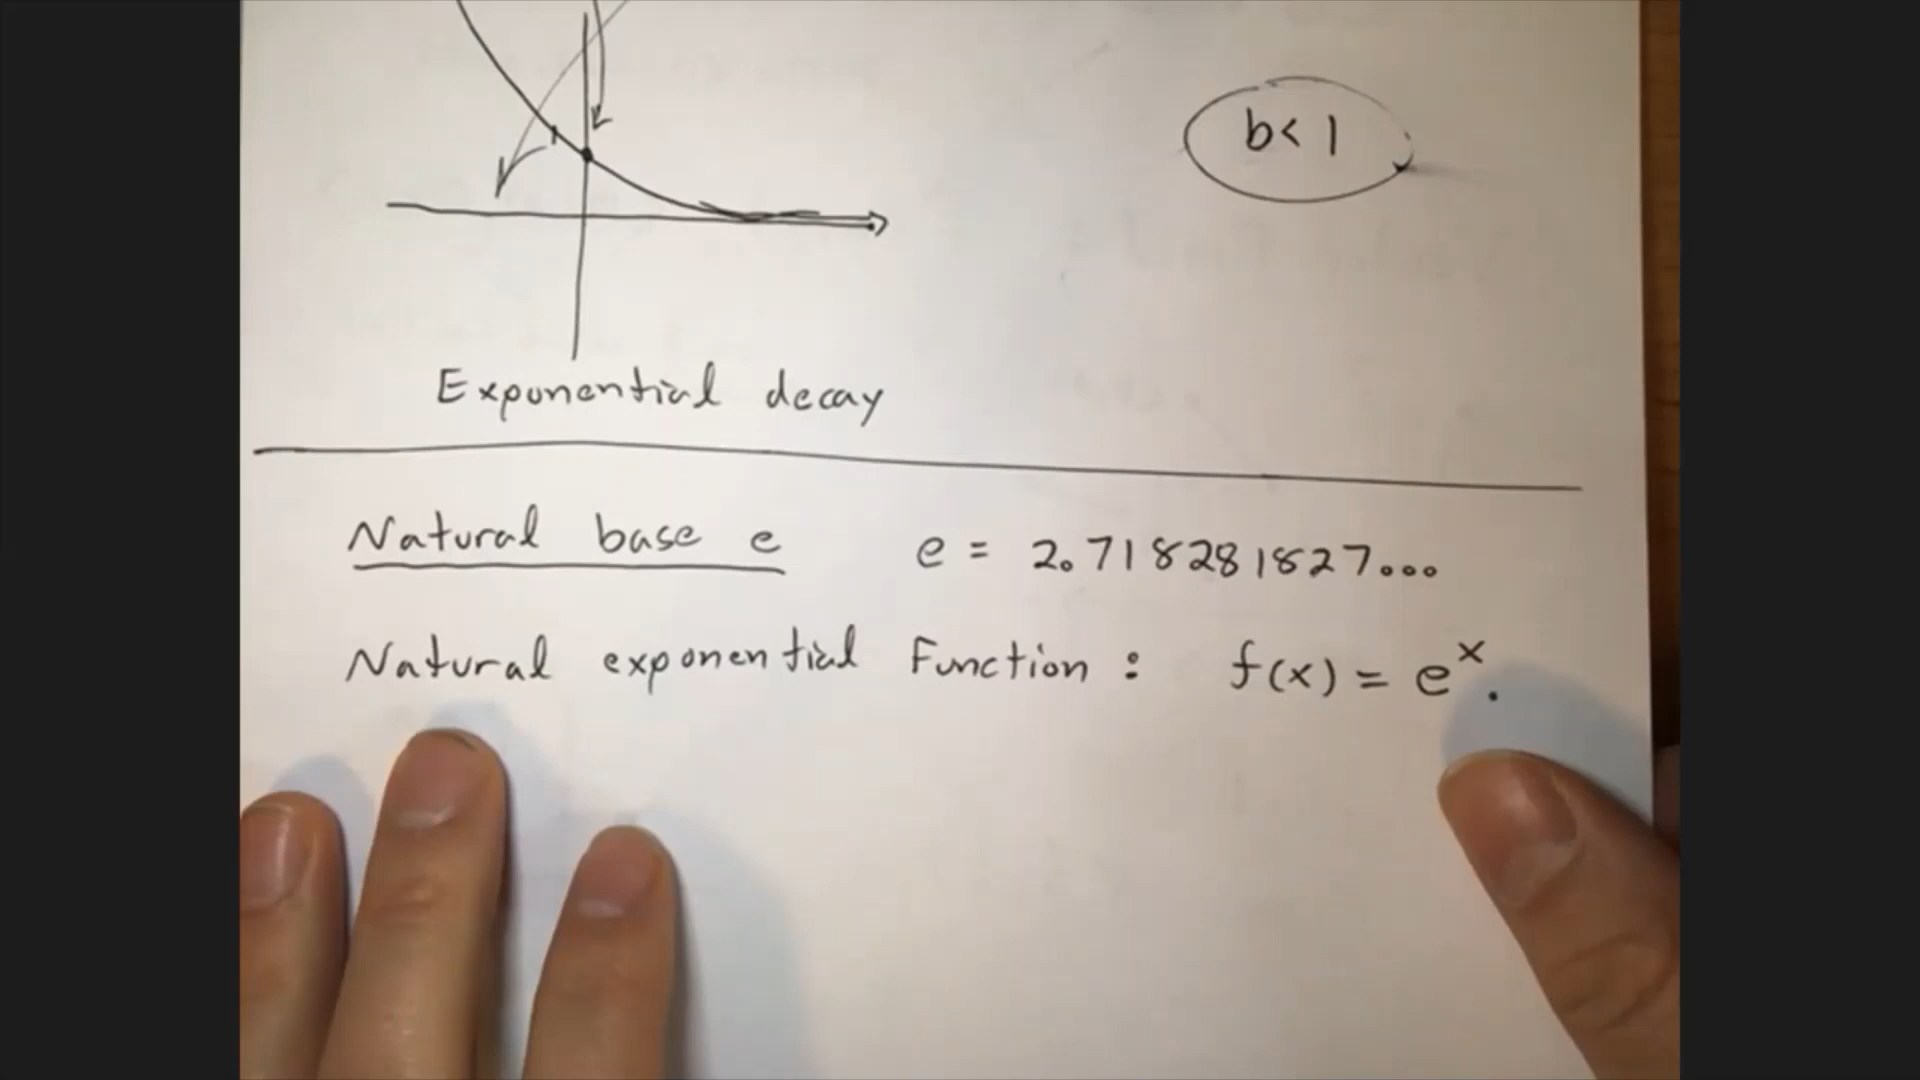 b < 1
Exponential decay
Natural base e e = 2.718281827...
Natural exponential Function : f(x) = e^x.